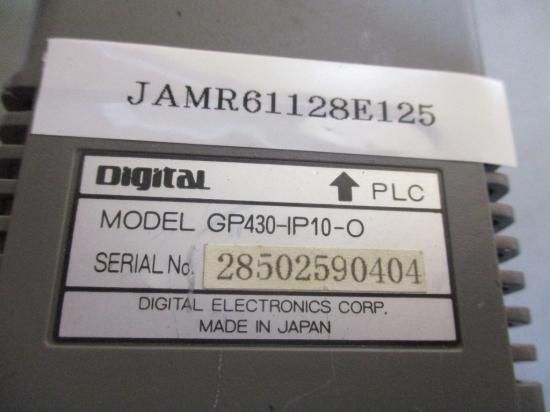 JAMR61128E125
Digital ↑ PLC
MODEL GP430-IP10-O
SERIAL No. 28502590404
DIGITAL ELECTRONICS CORP.
MADE IN JAPAN